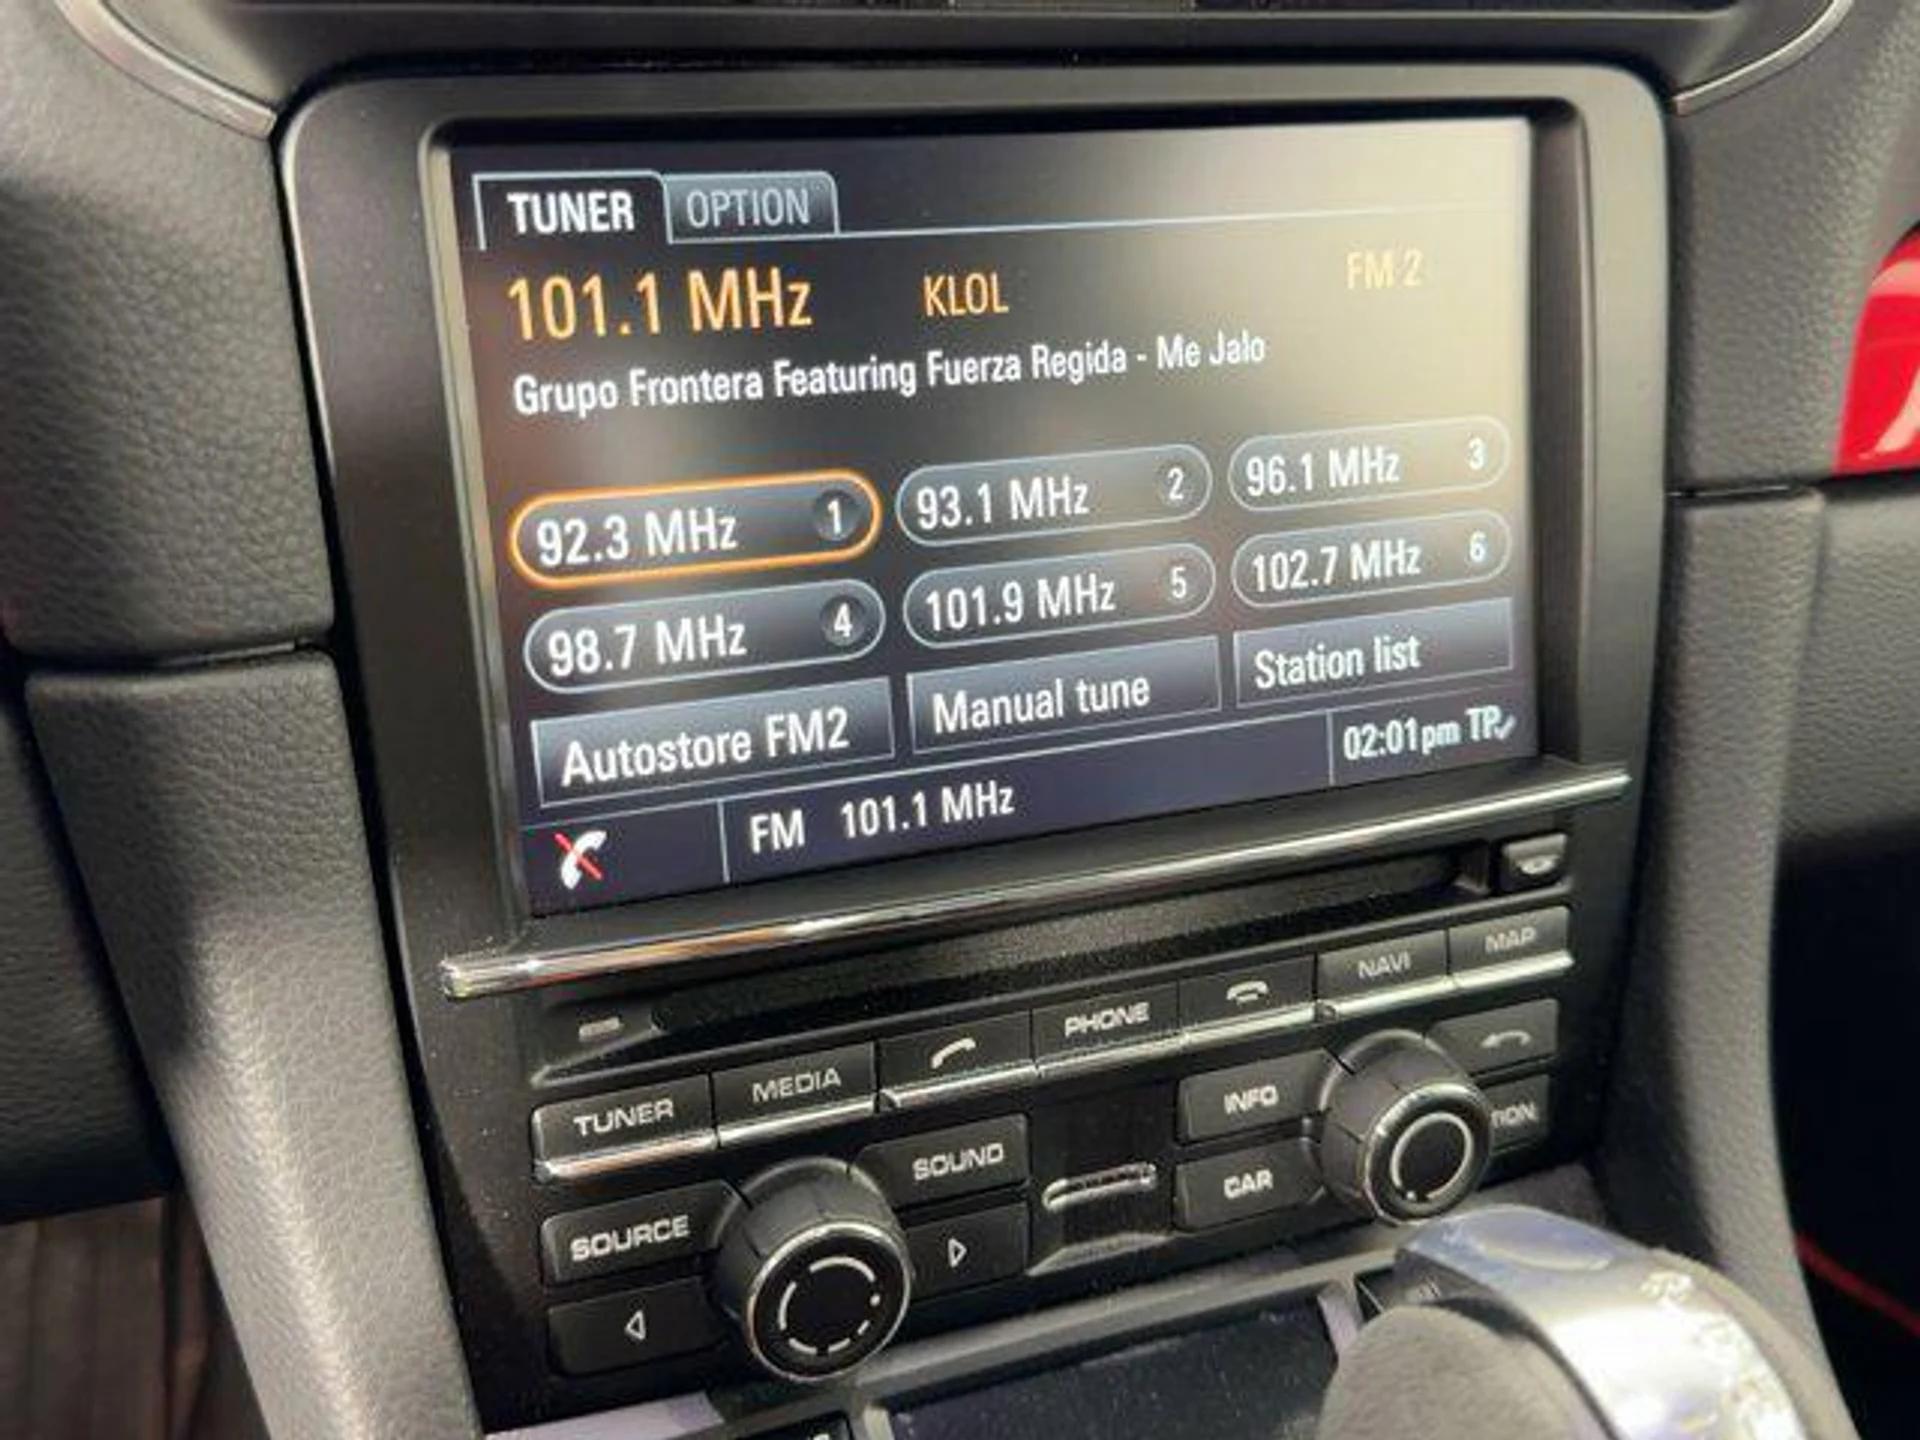 TUNER OPTION
101.1 MHz KLOL FM 2
Grupo Frontera Featuring Fuerza Regida - Me Jalo
92.3 MHz 1 93.1 MHz 2 96.1 MHz 3
98.7 MHz 4 101.9 MHz 5 102.7 MHz 6
Autostore FM2 Manual tune Station list
FM 101.1 MHz 02:01pm TP
TUNER MEDIA PHONE NAVI MAP
SOURCE SOUND INFO
CAR TION